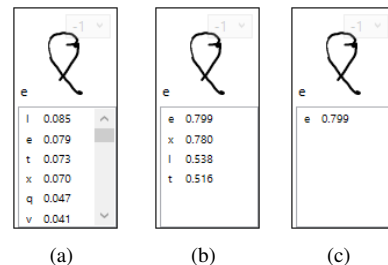 -1 -1 -1
e e e
l 0.085 e 0.799 e 0.799
e 0.079 x 0.780
t 0.073 l 0.538
x 0.070 t 0.516
q 0.047
v 0.041
(a) (b) (c)